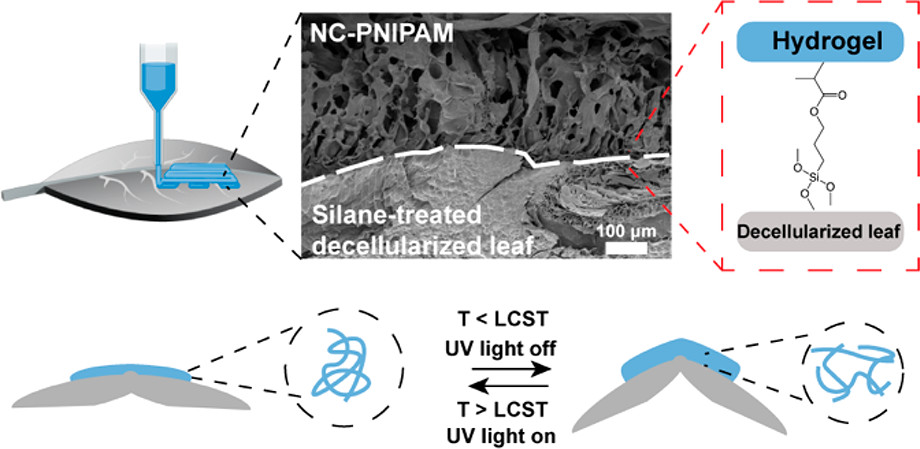 NC-PNIPAM
Silane-treated
decellularized leaf
100 μm
Hydrogel
O
O
Si
O
O
O
Decellularized leaf
T < LCST
UV light off
T > LCST
UV light on